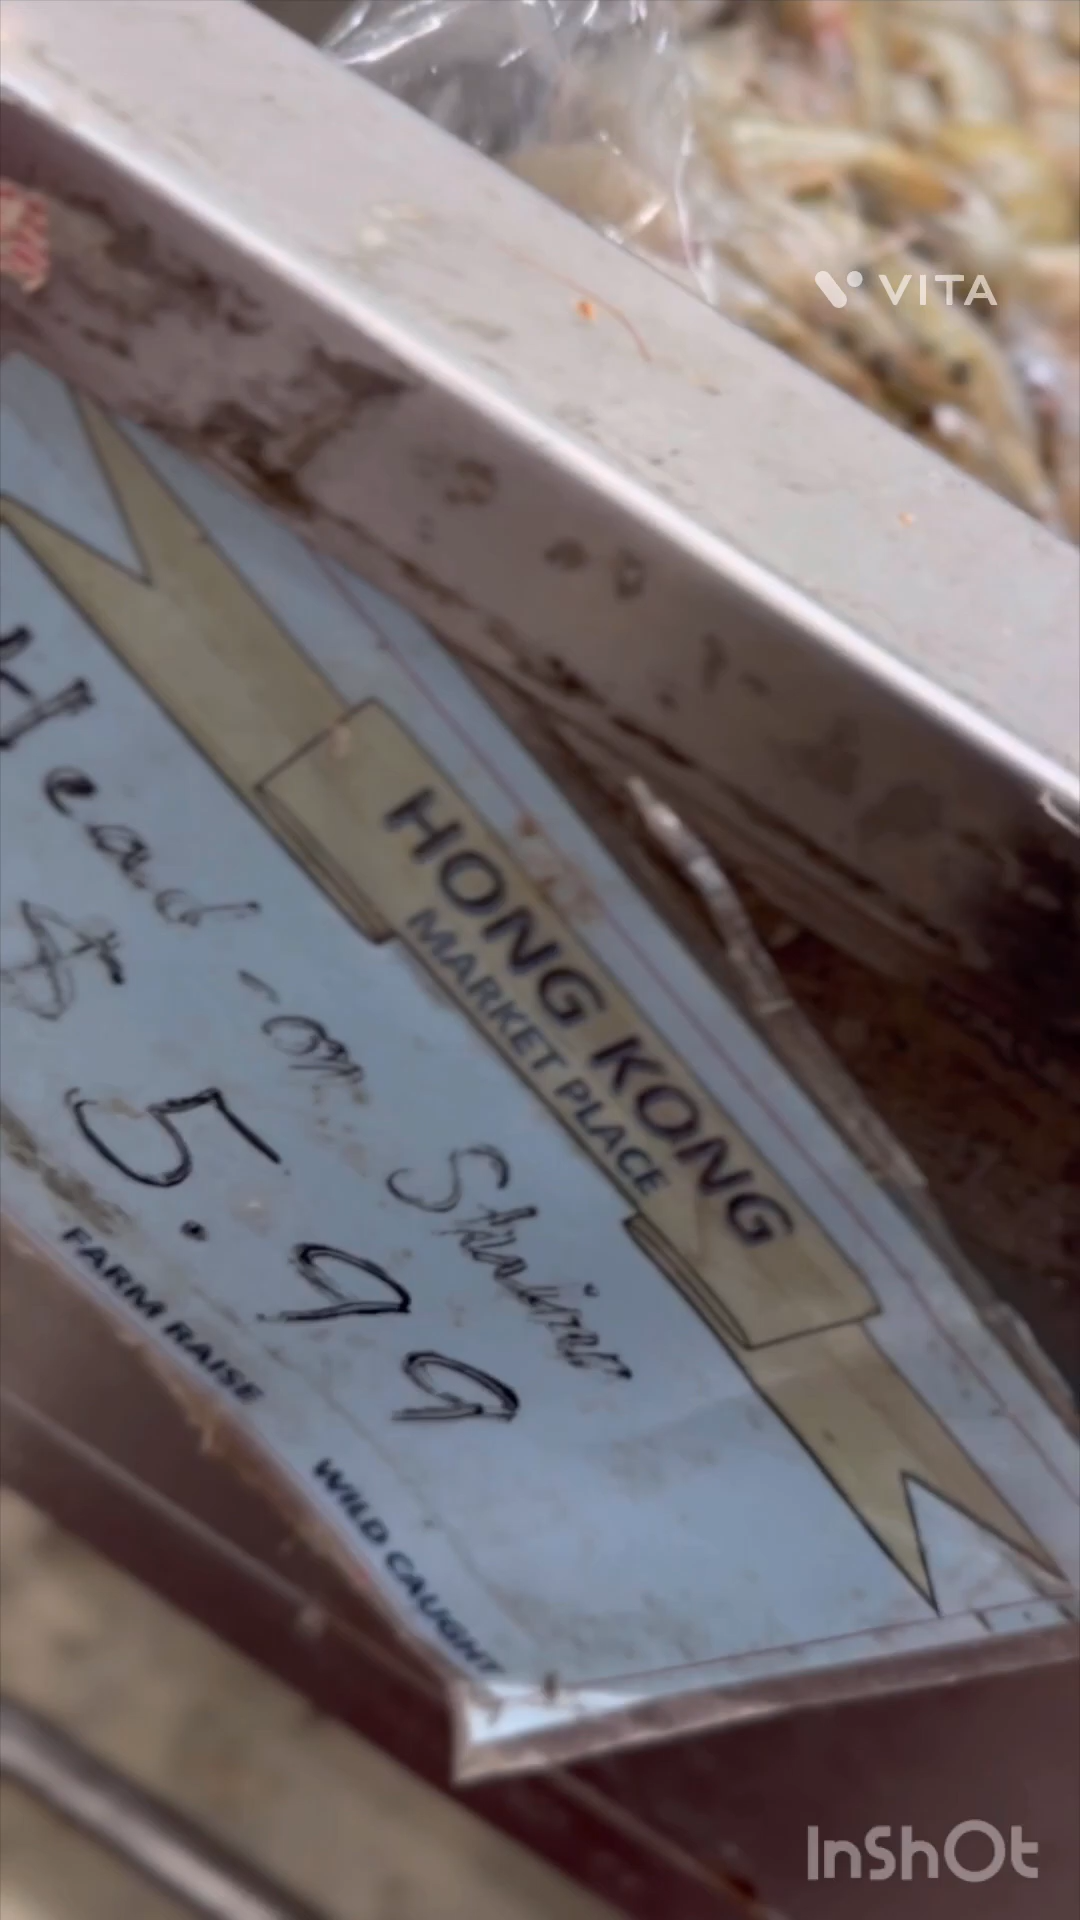 VITA
HONG KONG
MARKET PLACE
Head-on Shrimp
$ 5.99
FARM RAISE
WILD CAUGHT
InShOt